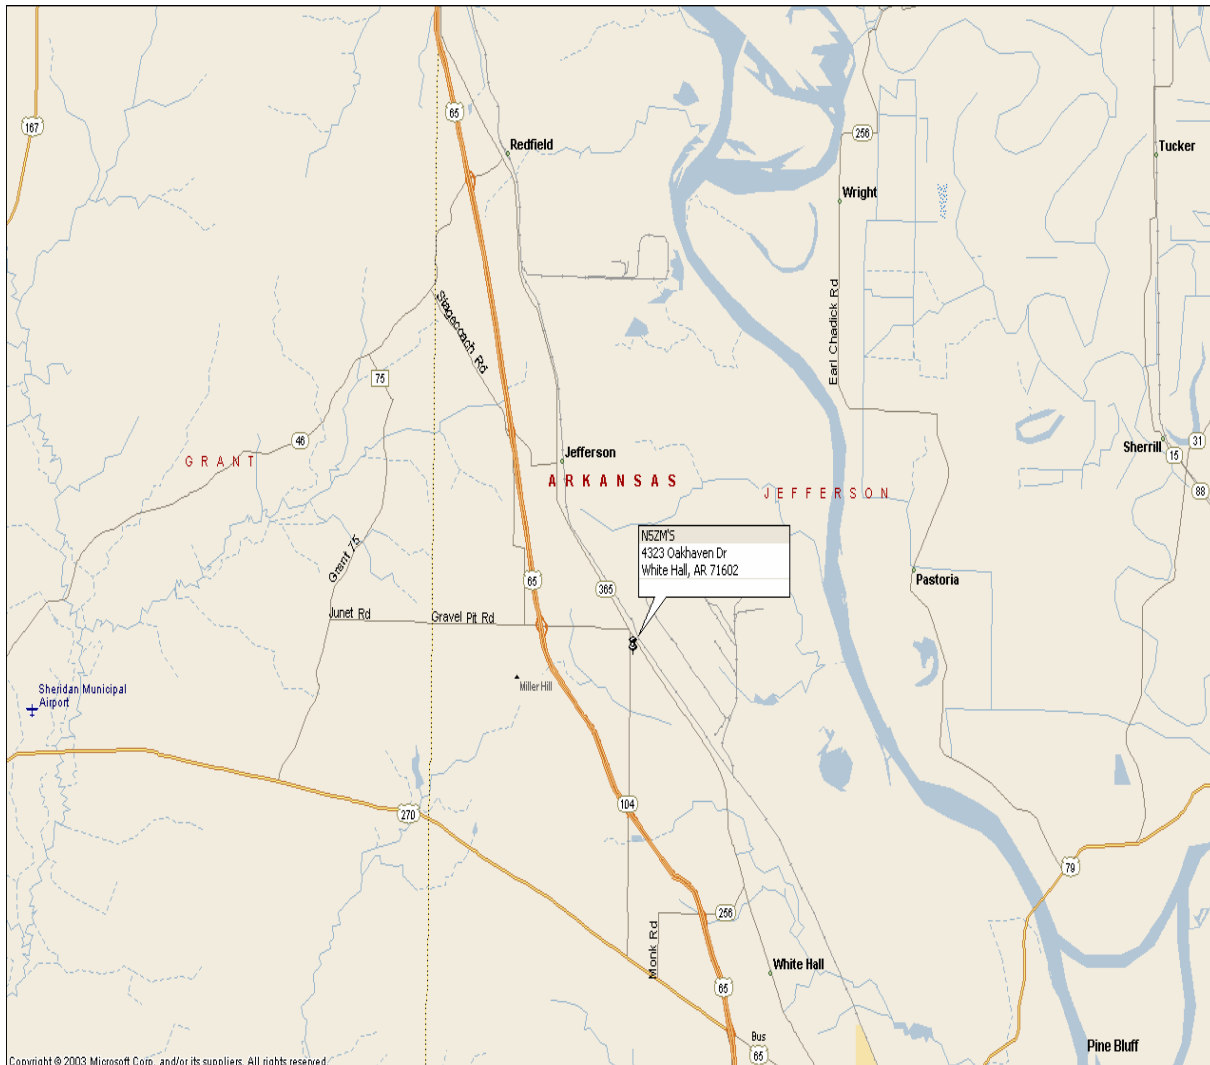 65
167
Redfield
256
Tucker
Wright
Stagecoach Rd
Earl Chadick Rd
75
46
GRANT
Jefferson
ARKANSAS
JEFFERSON
Sherrill
31
15
88
N5ZM'S
4323 Oakhaven Dr
White Hall, AR 71602
Grant 75
65
365
Pastoria
Junet Rd
Gravel Pit Rd
Miller Hill
Sheridan Municipal
Airport
104
270
79
256
Monk Rd
White Hall
65
Bus
65
Pine Bluff
Copyright © 2003 Microsoft Corp. and/or its suppliers. All rights reserved.